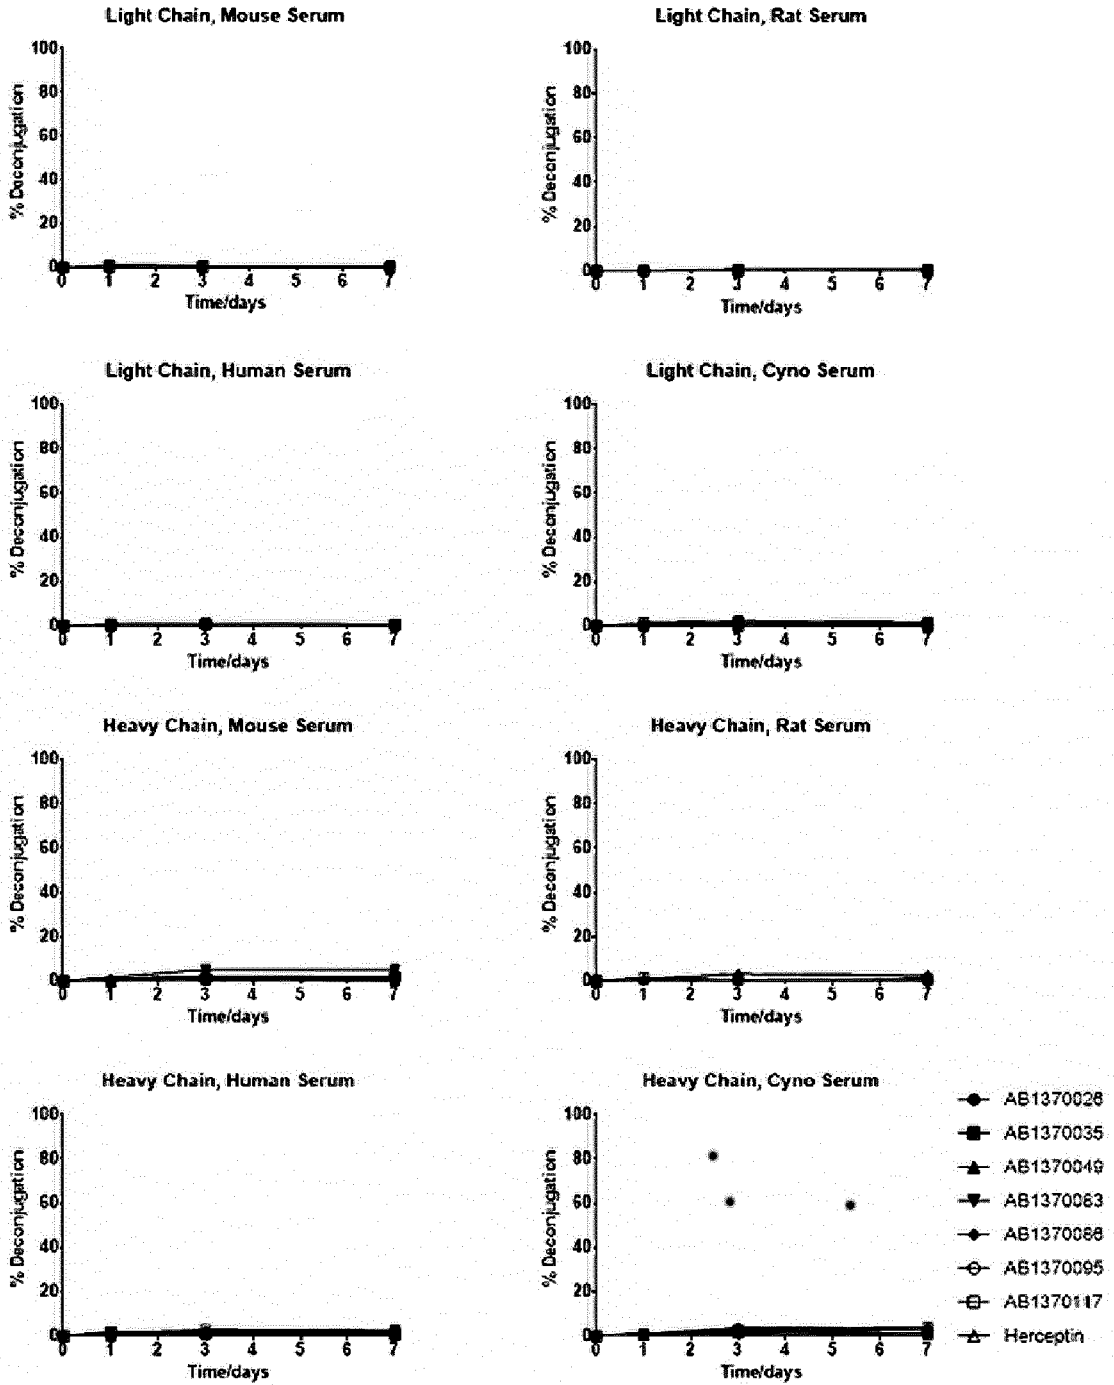 Light Chain, Mouse Serum
100
80
60
40
20
0
% Deconjugation
0 1 2 3 4 5 6 7
Time/days
Light Chain, Rat Serum
100
80
60
40
20
0
% Deconjugation
0 1 2 3 4 5 6 7
Time/days
Light Chain, Human Serum
100
80
60
40
20
0
% Deconjugation
0 1 2 3 4 5 6 7
Time/days
Light Chain, Cyno Serum
100
80
60
40
20
0
% Deconjugation
0 1 2 3 4 5 6 7
Time/days
Heavy Chain, Mouse Serum
100
80
60
40
20
0
% Deconjugation
0 1 2 3 4 5 6 7
Time/days
Heavy Chain, Rat Serum
100
80
60
40
20
0
% Deconjugation
0 1 2 3 4 5 6 7
Time/days
Heavy Chain, Human Serum
100
80
60
40
20
0
% Deconjugation
0 1 2 3 4 5 6 7
Time/days
Heavy Chain, Cyno Serum
100
80
60
40
20
0
% Deconjugation
0 1 2 3 4 5 6 7
Time/days
AB1370026
AB1370035
AB1370049
AB1370083
AB1370086
AB1370095
AB1370117
Herceptin